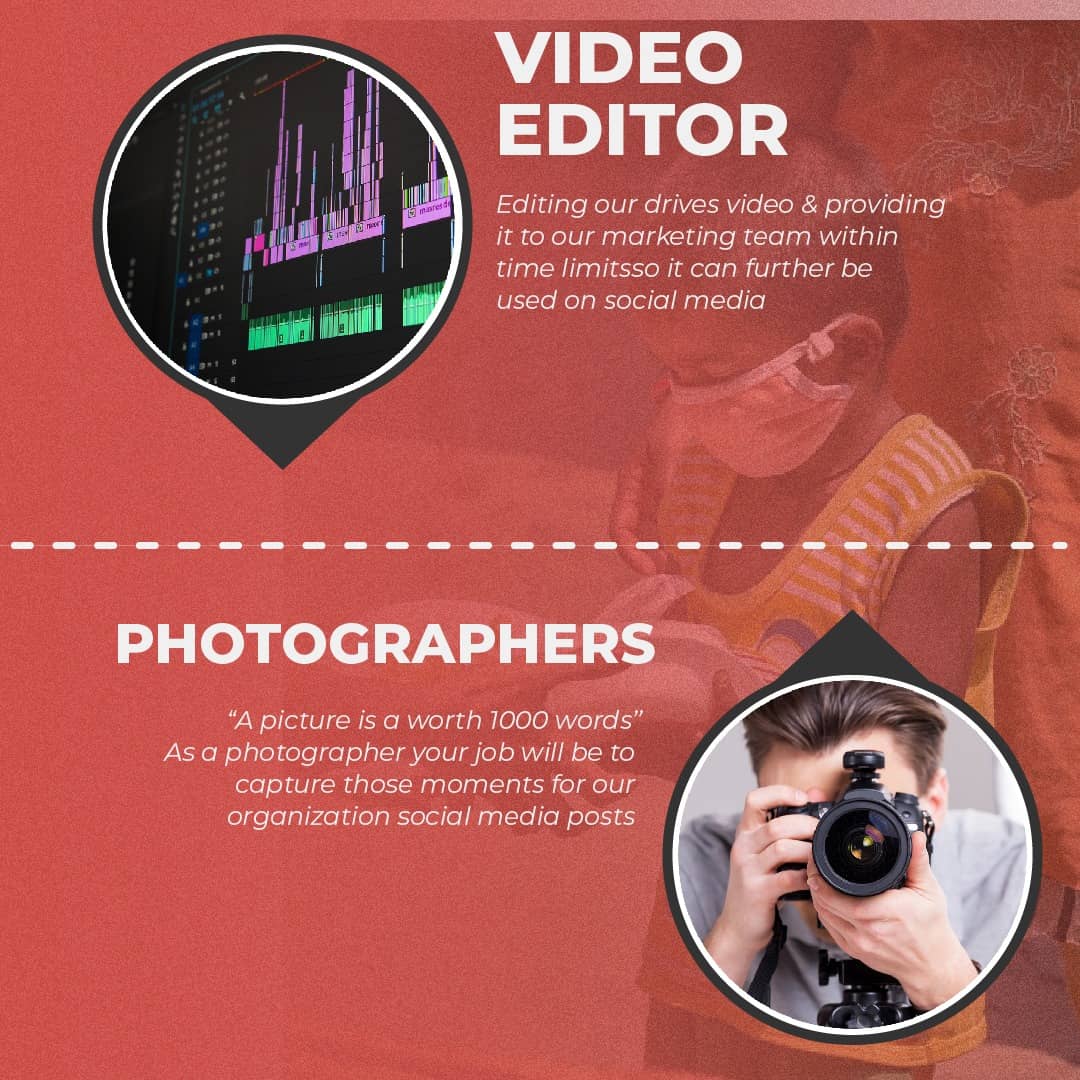 VIDEO
EDITOR
Editing our drives video & providing
it to our marketing team within
time limitsso it can further be
used on social media
PHOTOGRAPHERS
“A picture is a worth 1000 words”
As a photographer your job will be to
capture those moments for our
organization social media posts